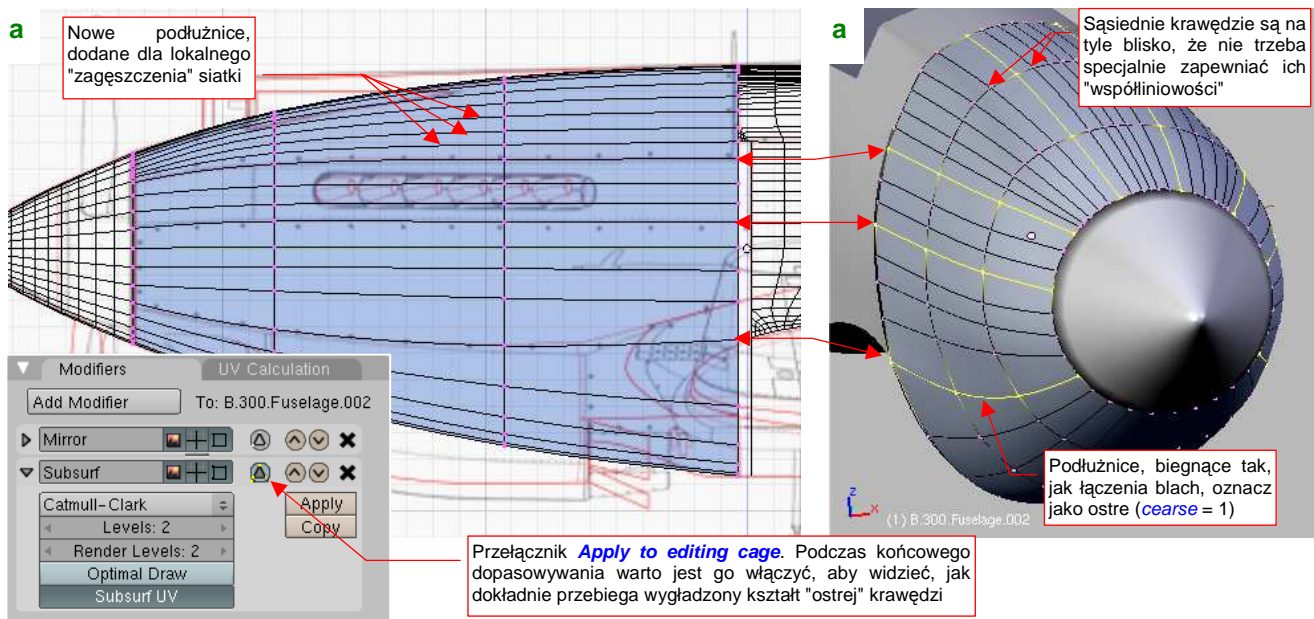 a
Nowe podłużnice,
dodane dla lokalnego
"zagęszczenia" siatki
a
Sąsiednie krawędzie są na
tyle blisko, że nie trzeba
specjalnie zapewniać ich
"współiniowości"
Modifiers
UV Calculation
Add Modifier
To: B.300.Fuselage.002
Mirror
Subsurf
Catmull-Clark
Apply
Levels: 2
Copy
Render Levels: 2
Optimal Draw
Subsurf UV
Podłużnice, biegnące tak,
jak łączenia blach, oznacz
jako ostre (cearse = 1)
z
x
(1) B.300.Fuselage.002
Przełącznik Apply to editing cage. Podczas końcowego
dopasowywania warto jest go włączyć, aby widzieć, jak
dokładnie przebiega wygładzony kształt "ostrej" krawędzi